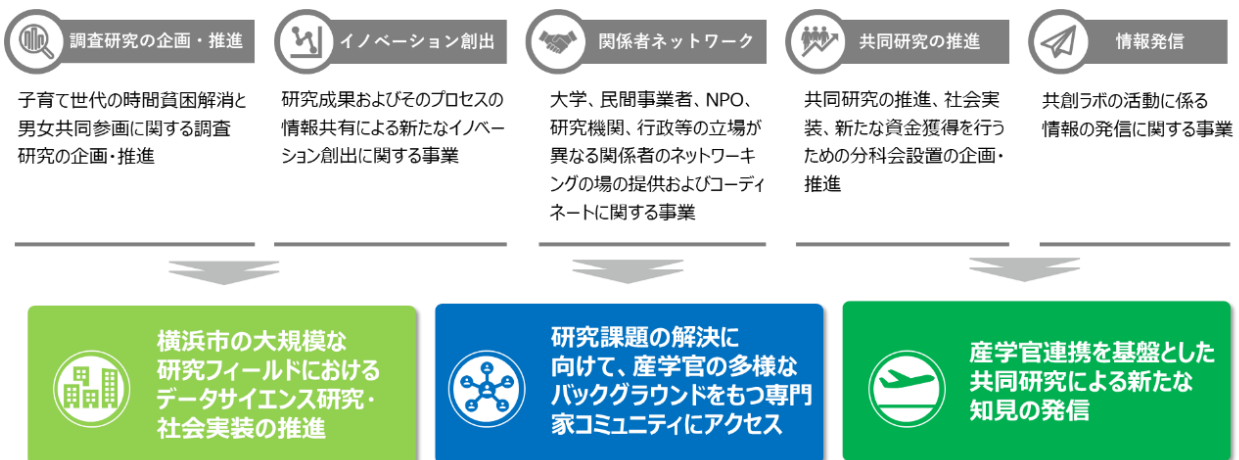 調査研究の企画・推進
子育て世代の時間貧困解消と
男女共同参画に関する調査
研究の企画・推進
イノベーション創出
研究成果およびそのプロセスの
情報共有による新たなイノベー
ション創出に関する事業
関係者ネットワーク
大学、民間事業者、NPO、
研究機関、行政等の立場が
異なる関係者のネットワーキ
ングの場の提供およびコーディ
ネートに関する事業
共同研究の推進
共同研究の推進、社会実
装、新たな資金獲得を行う
ための分科会設置の企画・
推進
情報発信
共創ラボの活動に係る
情報の発信に関する事業
横浜市の大規模な
研究フィールドにおける
データサイエンス研究・
社会実装の推進
研究課題の解決に
向けて、産学官の多様な
バックグラウンドをもつ専門
家コミュニティにアクセス
産学官連携を基盤とした
共同研究による新たな
知見の発信